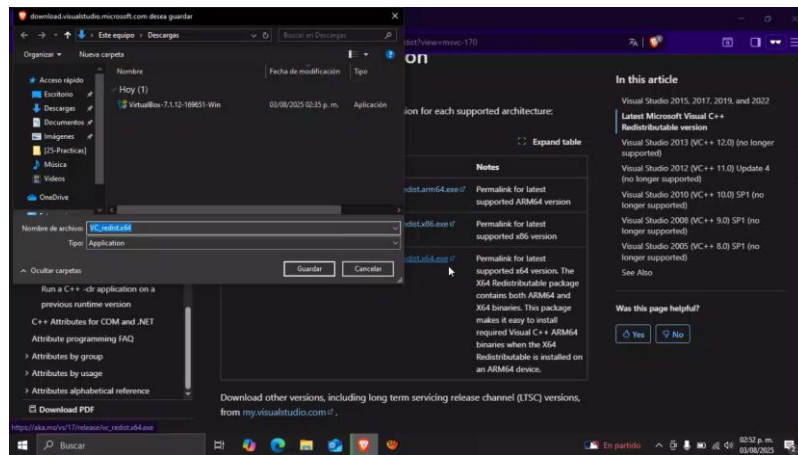 download.visualstudio.microsoft.com desea guardar
Este equipo > Descargas
Buscar en Descargas
Organizar
Nueva carpeta
Nombre
Fecha de modificación
Tipo
Acceso rápido
Escritorio
Descargas
Documentos
Imágenes
[25-Practicas]
Música
Videos
OneDrive
Hoy (1)
VirtualBox-7.1.12-169651-Win
03/08/2025 02:35 p. m.
Aplicación
Nombre de archivo: VC_redist.x64
Tipo: Application
Ocultar carpetas
Guardar
Cancelar
dist?view=msvc-170
on
ion for each supported architecture:
Expand table
Notes
edist.arm64.exe
Permalink for latest
supported ARM64 version
edist.x86.exe
Permalink for latest
supported x86 version
edist.x64.exe
Permalink for latest
supported x64 version. The
X64 Redistributable package
contains both ARM64 and
X64 binaries. This package
makes it easy to install
required Visual C++ ARM64
binaries when the X64
Redistributable is installed on
an ARM64 device.
Download other versions, including long term servicing release channel (LTSC) versions,
from my.visualstudio.com.
In this article
Visual Studio 2015, 2017, 2019, and 2022
Latest Microsoft Visual C++
Redistributable version
Visual Studio 2013 (VC++ 12.0) (no longer
supported)
Visual Studio 2012 (VC++ 11.0) Update 4
(no longer supported)
Visual Studio 2010 (VC++ 10.0) SP1 (no
longer supported)
Visual Studio 2008 (VC++ 9.0) SP1 (no
longer supported)
Visual Studio 2005 (VC++ 8.0) SP1 (no
longer supported)
See Also
Was this page helpful?
Yes
No
Run a C++ -clr application on a
previous runtime version
C++ Attributes for COM and .NET
Attribute programming FAQ
> Attributes by group
> Attributes by usage
> Attributes alphabetical reference
Download PDF
https://aka.ms/vs/17/release/vc_redist.x64.exe
Buscar
En partido
02:52 p. m.
03/08/2025